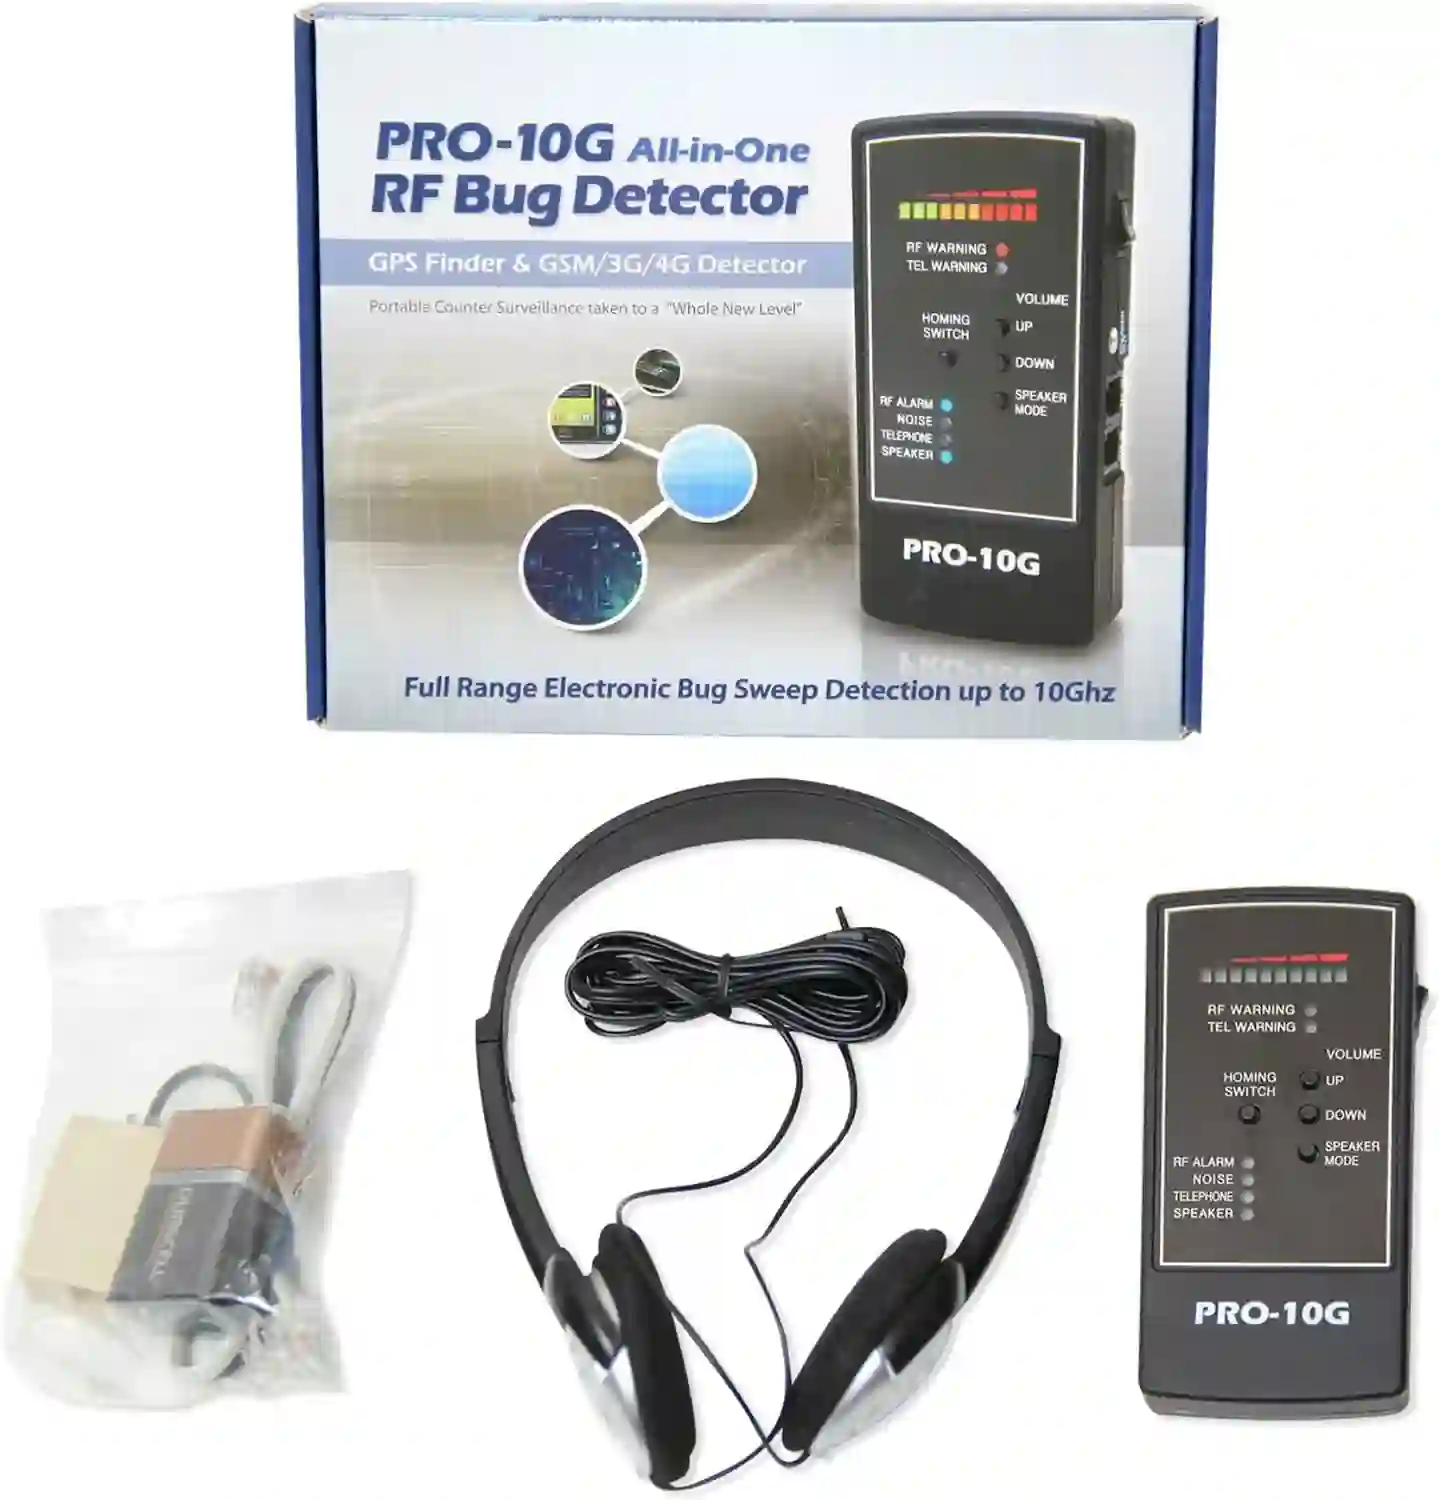 PRO-10G All-in-One
RF Bug Detector
GPS Finder & GSM/3G/4G Detector
Portable Counter Surveillance taken to a "Whole New Level"
RF WARNING
TEL WARNING
VOLUME
HOMING
SWITCH
UP
DOWN
SPEAKER
MODE
RF ALARM
NOISE
TELEPHONE
SPEAKER
PRO-10G
Full Range Electronic Bug Sweep Detection up to 10Ghz
DURACELL
RF WARNING
TEL WARNING
VOLUME
HOMING
SWITCH
UP
DOWN
SPEAKER
MODE
RF ALARM
NOISE
TELEPHONE
SPEAKER
PRO-10G